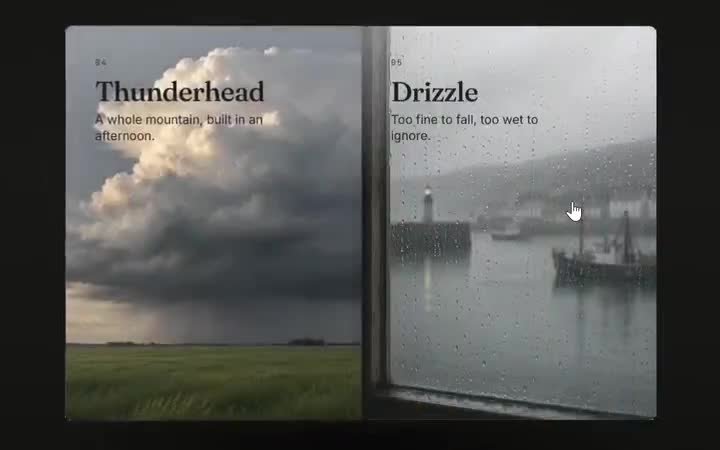 04
Thunderhead
A whole mountain, built in an
afternoon.
05
Drizzle
Too fine to fall, too wet to
ignore.